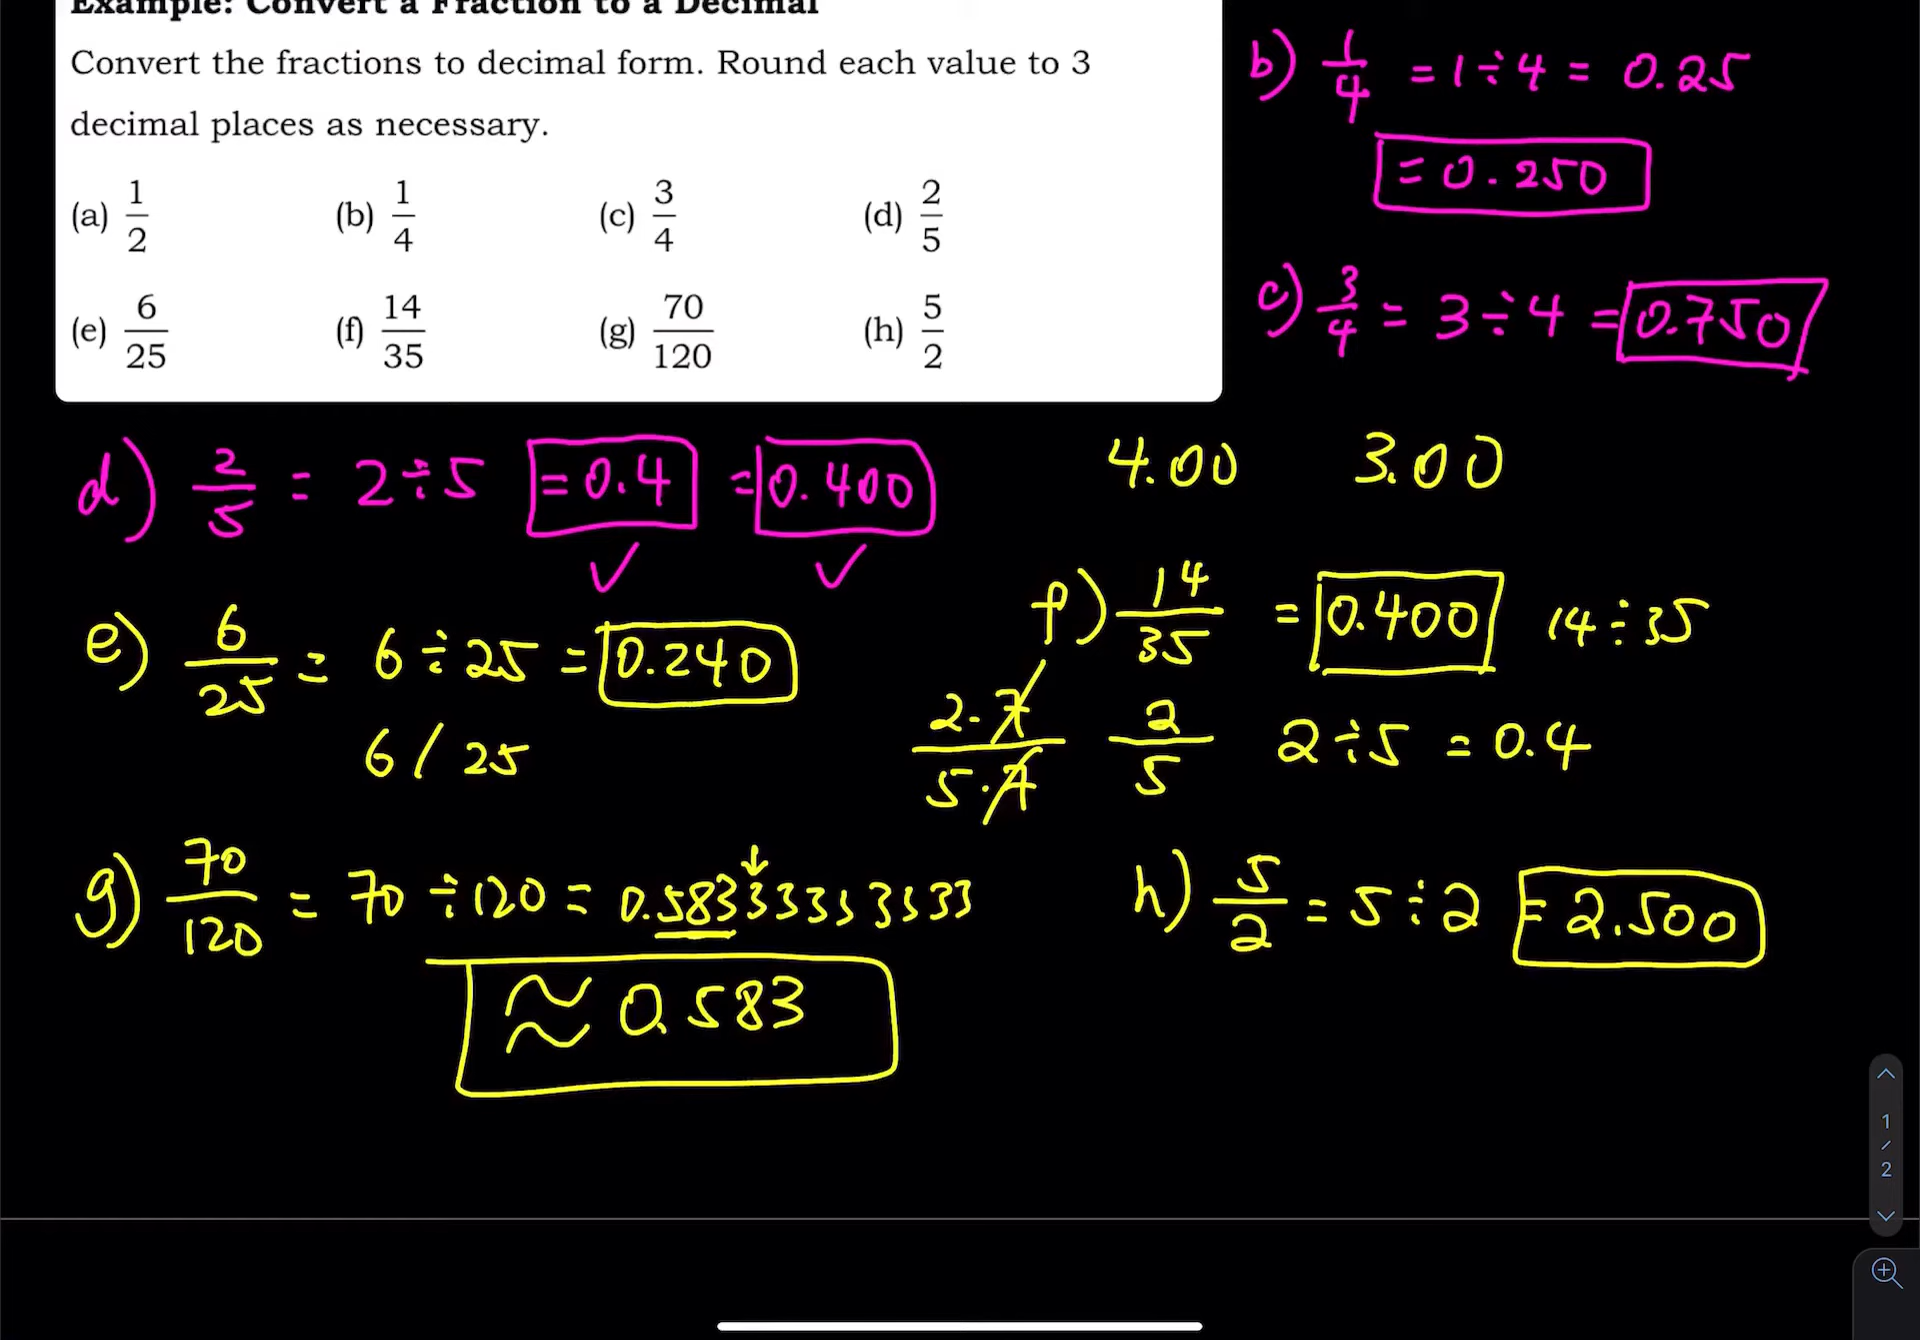 Example: Convert a Fraction to a Decimal
Convert the fractions to decimal form. Round each value to 3
decimal places as necessary.
(a) 1/2 (b) 1/4 (c) 3/4 (d) 2/5
(e) 6/25 (f) 14/35 (g) 70/120 (h) 5/2
b) 1/4 = 1 ÷ 4 = 0.25
= 0.250
c) 3/4 = 3 ÷ 4 = 0.750
d) 2/5 = 2 ÷ 5 = 0.4 = 0.400
✓ ✓
4.00 3.00
e) 6/25 = 6 ÷ 25 = 0.240
6 / 25
f) 14/35 = 0.400 14 ÷ 35
2·7/5·7 2/5 2 ÷ 5 = 0.4
g) 70/120 = 70 ÷ 120 = 0.5833333333
≈ 0.583
h) 5/2 = 5 ÷ 2 = 2.500
1
/
2